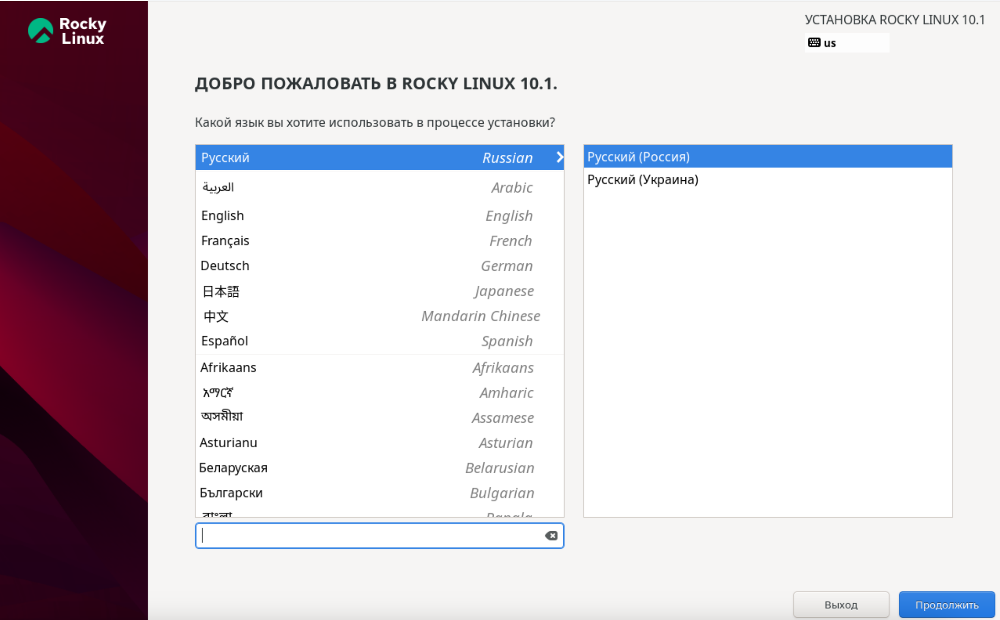 Rocky
Linux
УСТАНОВКА ROCKY LINUX 10.1
us
ДОБРО ПОЖАЛОВАТЬ В ROCKY LINUX 10.1.
Какой язык вы хотите использовать в процессе установки?
Русский Russian
العربية Arabic
English English
Français French
Deutsch German
日本語 Japanese
中文 Mandarin Chinese
Español Spanish
Afrikaans Afrikaans
አማርኛ Amharic
অসমীয়া Assamese
Asturianu Asturian
Беларуская Belarusian
Български Bulgarian
বাংলা Bangla
Русский (Россия)
Русский (Украина)
Выход
Продолжить